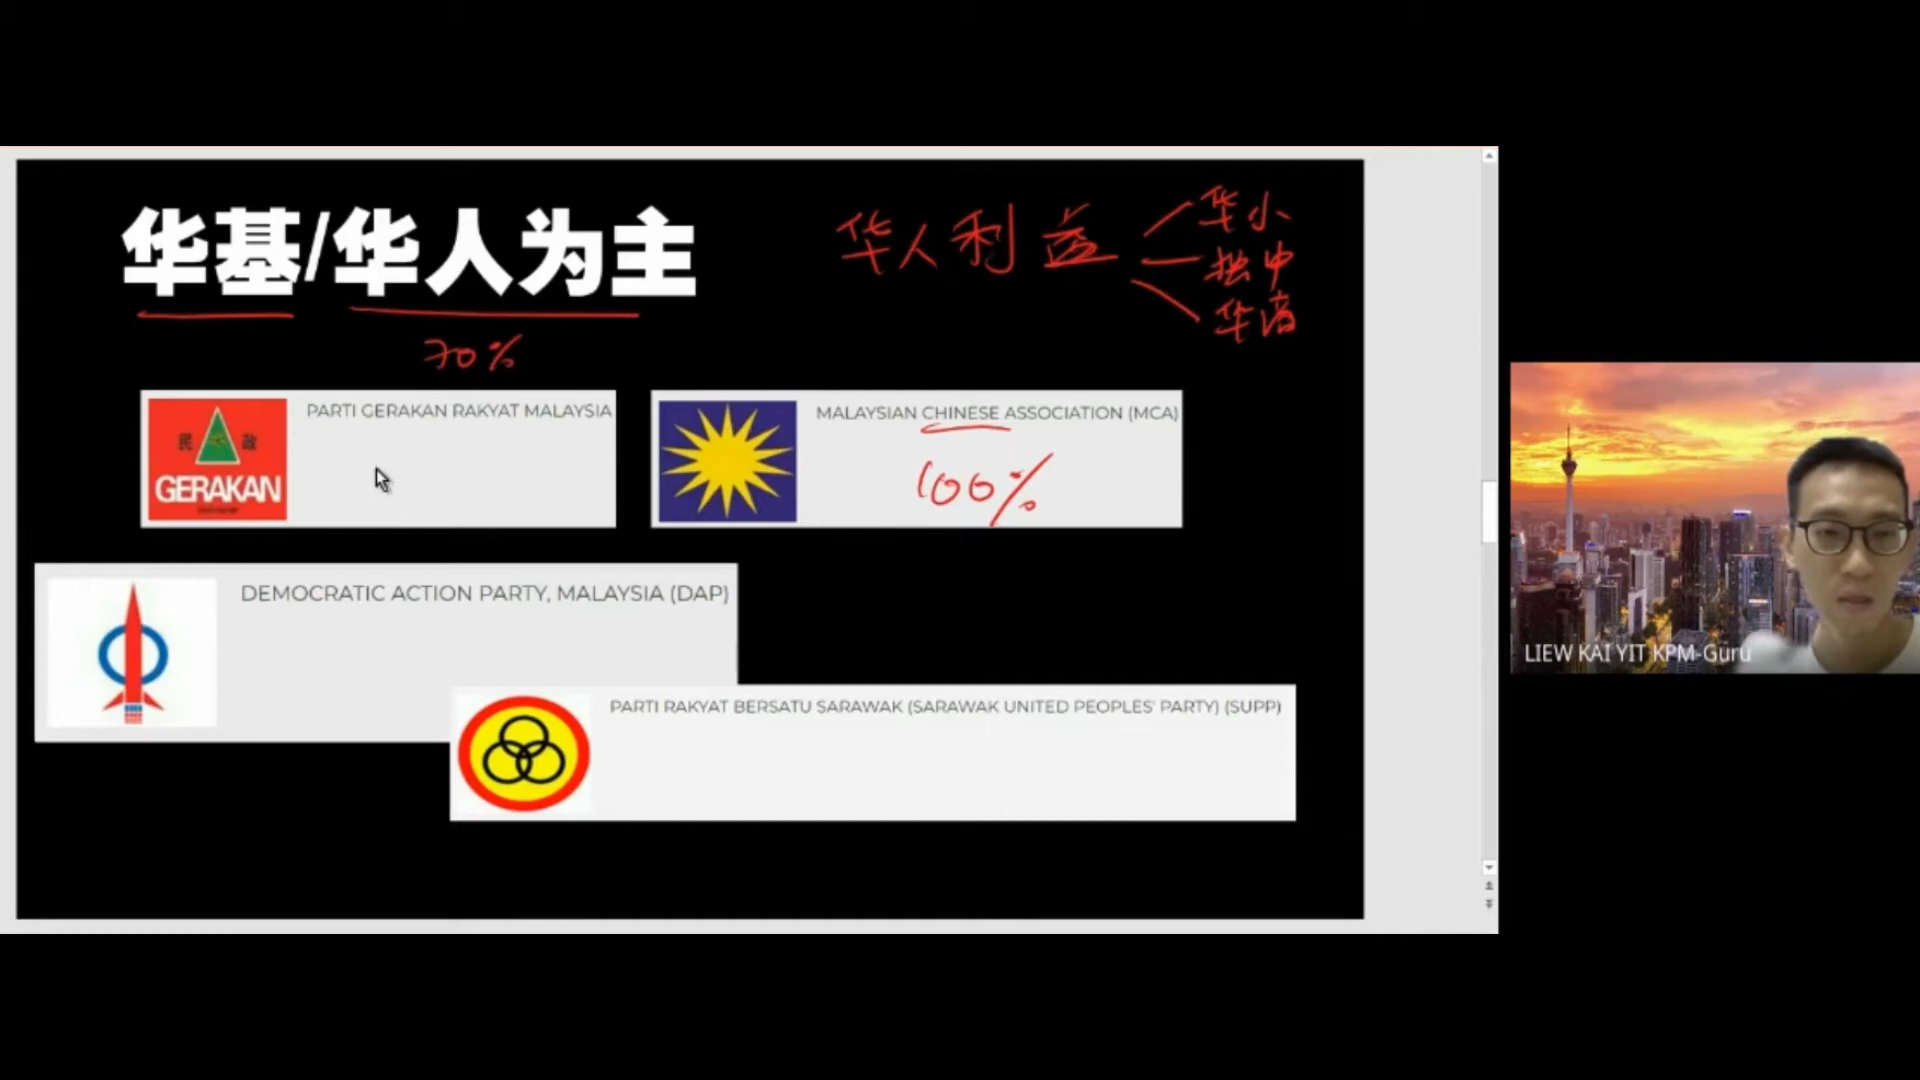 华基/华人为主
70%
华人利益
华小
独中
华商
民 政
GERAKAN
PARTI GERAKAN RAKYAT MALAYSIA
MALAYSIAN CHINESE ASSOCIATION (MCA)
100%
DEMOCRATIC ACTION PARTY, MALAYSIA (DAP)
PARTI RAKYAT BERSATU SARAWAK (SARAWAK UNITED PEOPLES' PARTY) (SUPP)
LIEW KAI YIT KPM-Guru